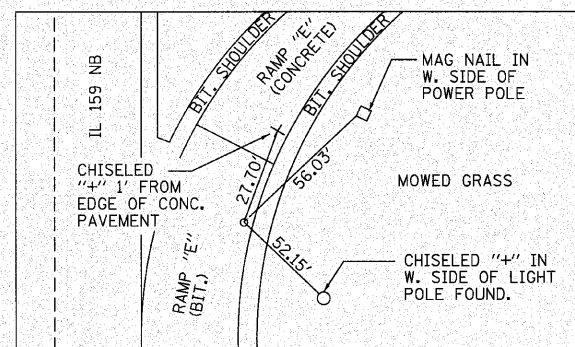 IL 159 NB
BIT. SHOULDER
RAMP "E"
(CONCRETE)
BIT. SHOULDER
MAG NAIL IN
W. SIDE OF
POWER POLE
CHISELED
"+" 1' FROM
EDGE OF CONC.
PAVEMENT
27.70'
56.03'
MOWED GRASS
52.15'
RAMP "E"
(BIT.)
CHISELED "+" IN
W. SIDE OF LIGHT
POLE FOUND.